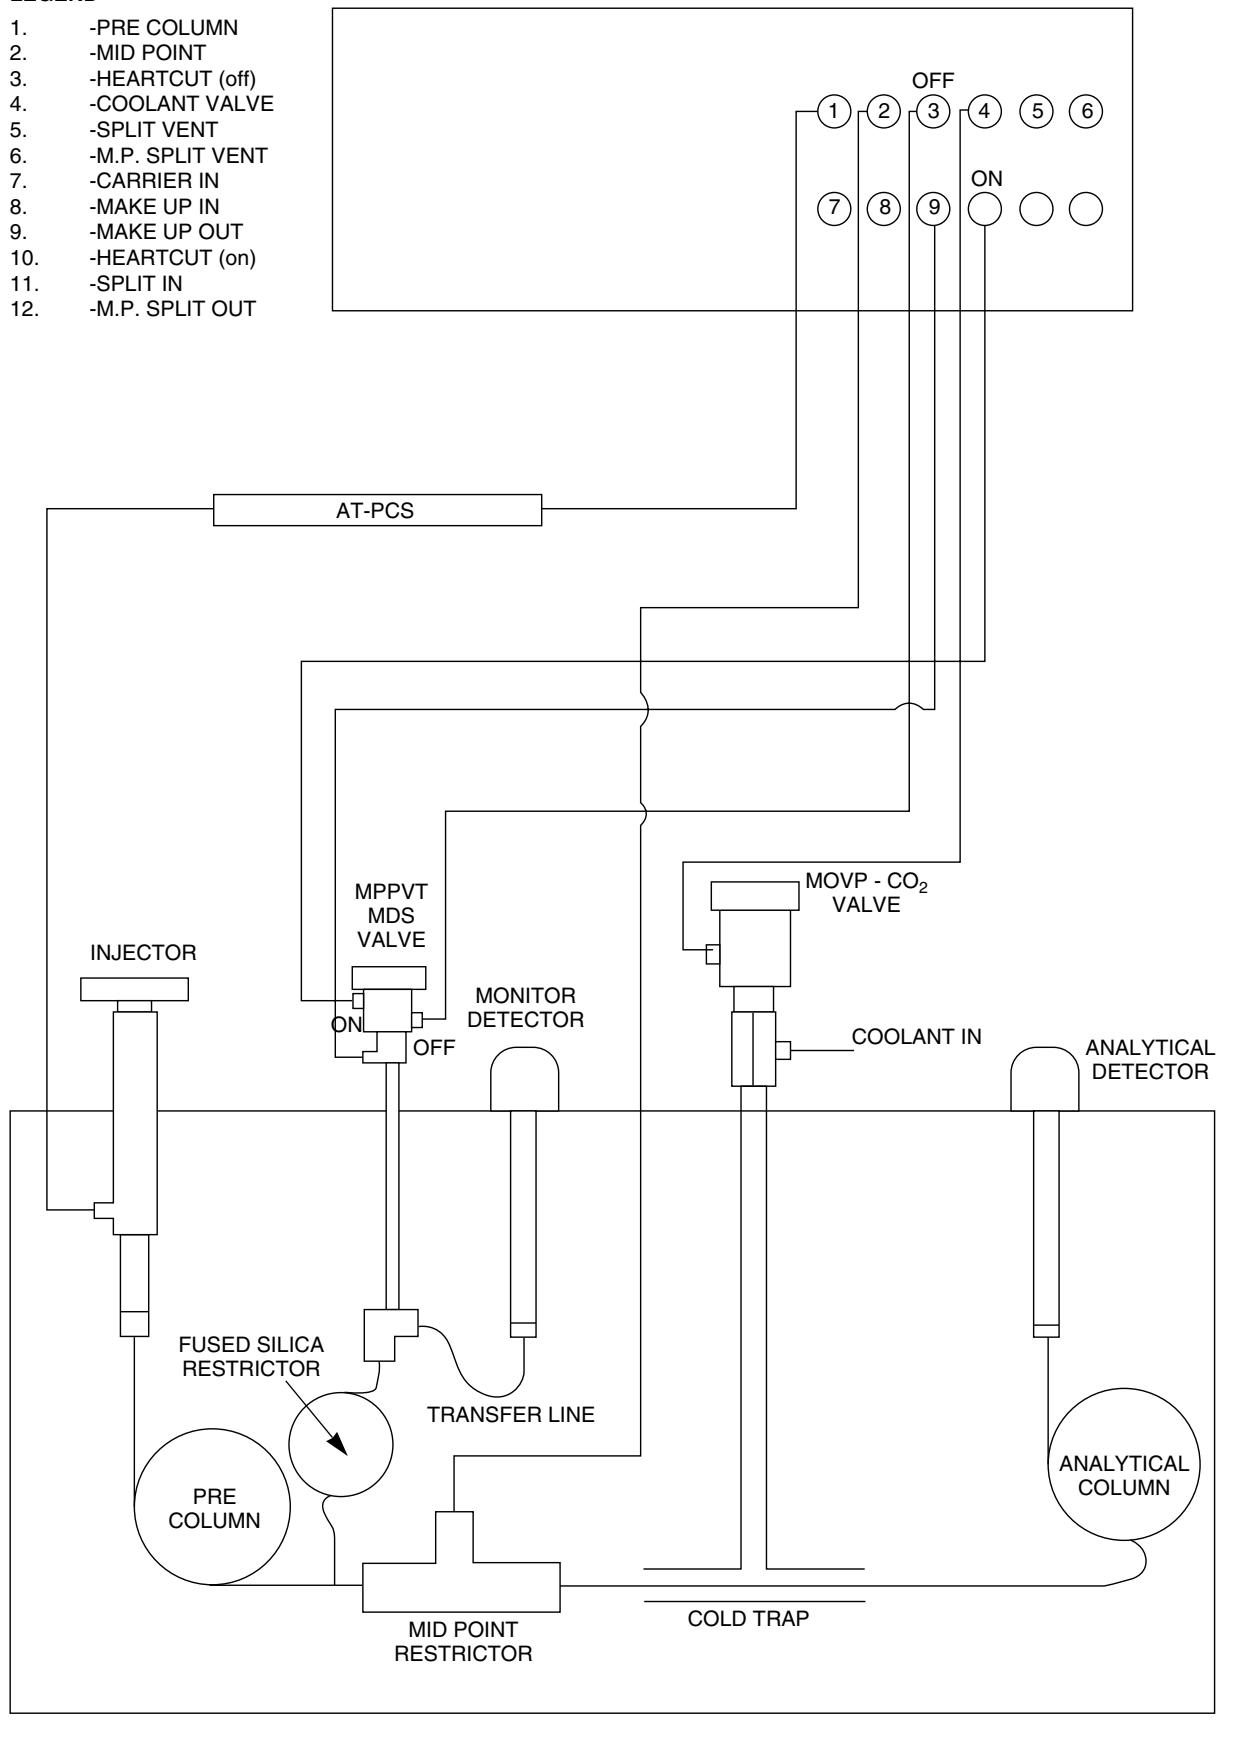 1. -PRE COLUMN
2. -MID POINT
3. -HEARTCUT (off)
4. -COOLANT VALVE
5. -SPLIT VENT
6. -M.P. SPLIT VENT
7. -CARRIER IN
8. -MAKE UP IN
9. -MAKE UP OUT
10. -HEARTCUT (on)
11. -SPLIT IN
12. -M.P. SPLIT OUT
OFF
1 2 3 4 5 6
ON
7 8 9
AT-PCS
MPPVT
MDS
VALVE
MOVP - CO₂
VALVE
INJECTOR
MONITOR
DETECTOR
ON
OFF
COOLANT IN
ANALYTICAL
DETECTOR
FUSED SILICA
RESTRICTOR
TRANSFER LINE
PRE
COLUMN
ANALYTICAL
COLUMN
MID POINT
RESTRICTOR
COLD TRAP